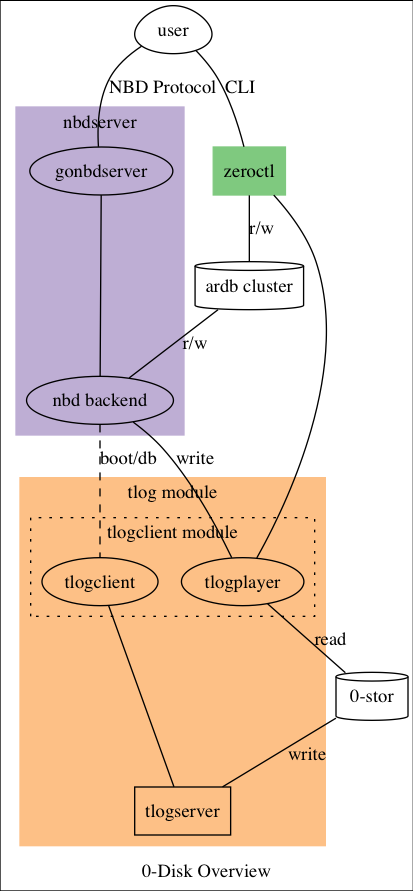 user
NBD Protocol
CLI
nbdserver
gonbdserver
zeroctl
r/w
ardb cluster
r/w
nbd backend
boot/db
write
tlog module
tlogclient module
tlogclient
tlogplayer
read
0-stor
write
tlogserver
0-Disk Overview